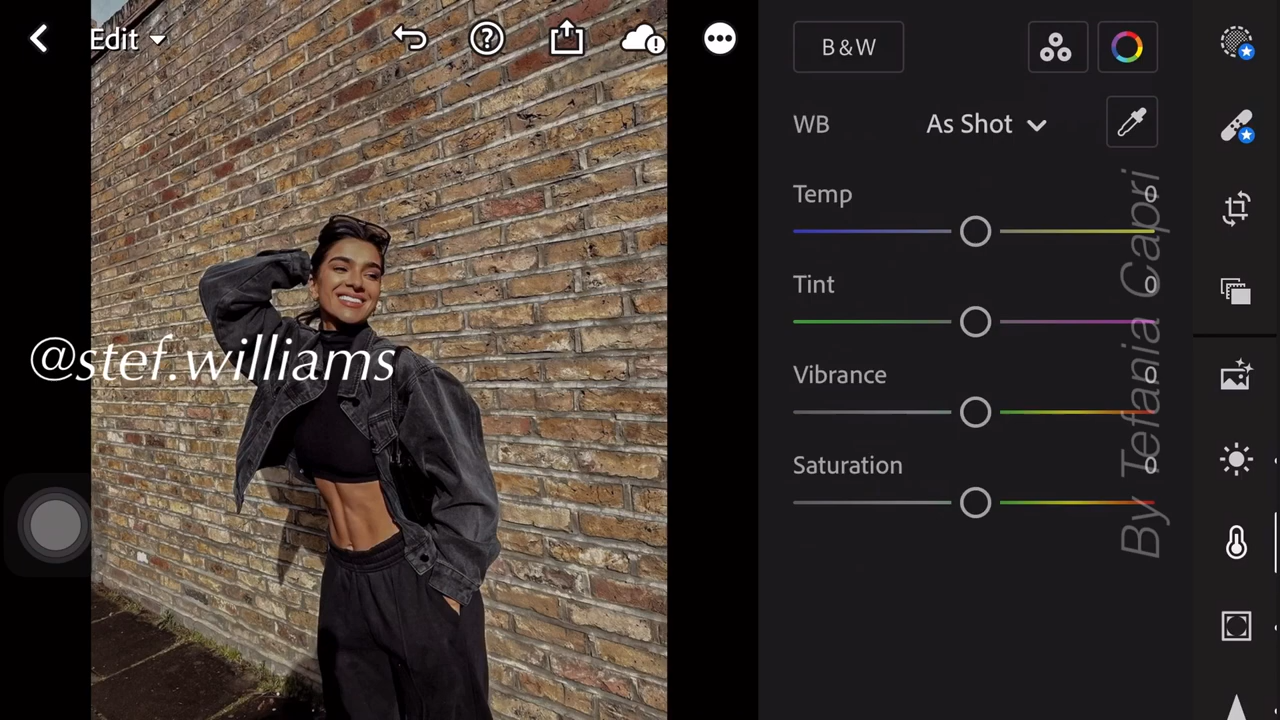 Edit
B&W
WB
As Shot
Temp
0
Tint
0
Vibrance
0
Saturation
0
@stef.williams
By Tefania Capri